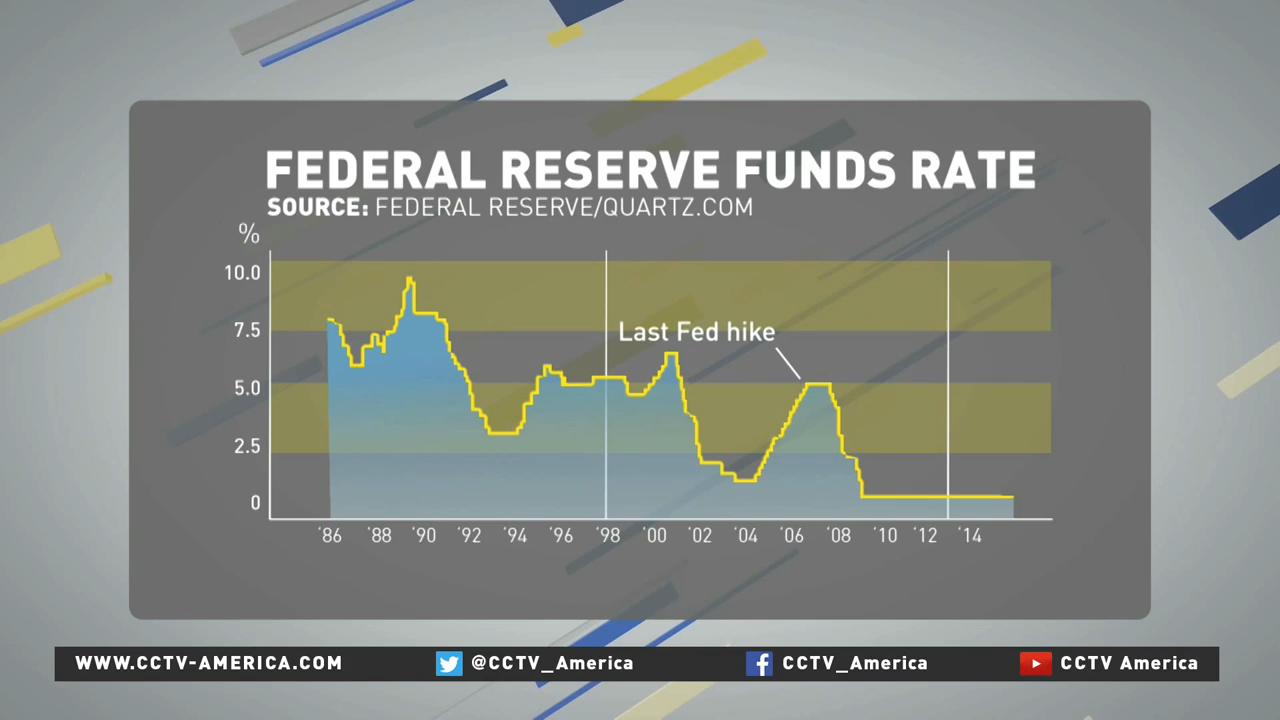 FEDERAL RESERVE FUNDS RATE
SOURCE: FEDERAL RESERVE/QUARTZ.COM
%
10.0
7.5
5.0
2.5
0
Last Fed hike
'86 '88 '90 '92 '94 '96 '98 '00 '02 '04 '06 '08 '10 '12 '14
WWW.CCTV-AMERICA.COM @CCTV_America CCTV_America CCTV America